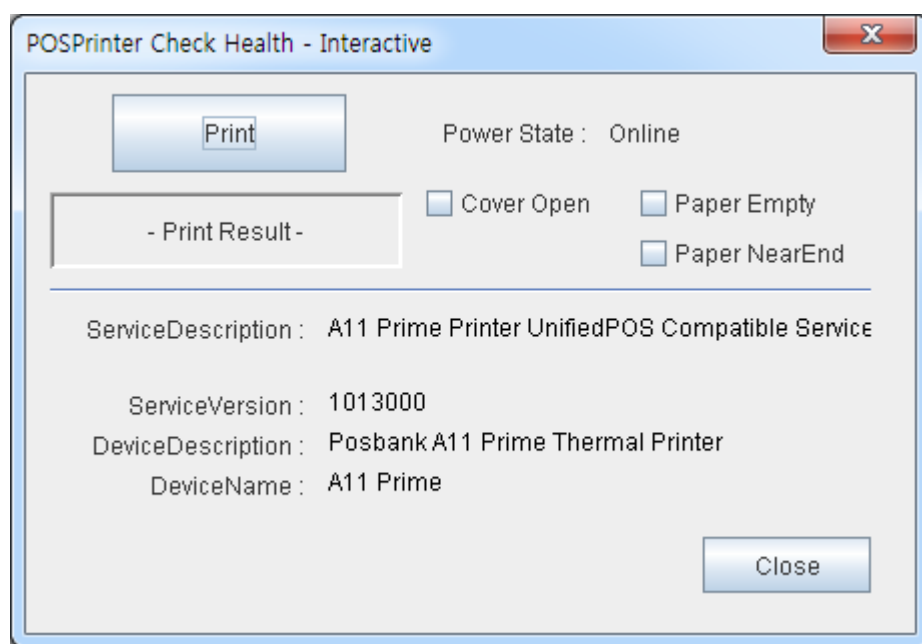 POSPrinter Check Health - Interactive
Print
Power State : Online
- Print Result -
Cover Open
Paper Empty
Paper NearEnd
ServiceDescription : A11 Prime Printer UnifiedPOS Compatible Service
ServiceVersion : 1013000
DeviceDescription : Posbank A11 Prime Thermal Printer
DeviceName : A11 Prime
Close